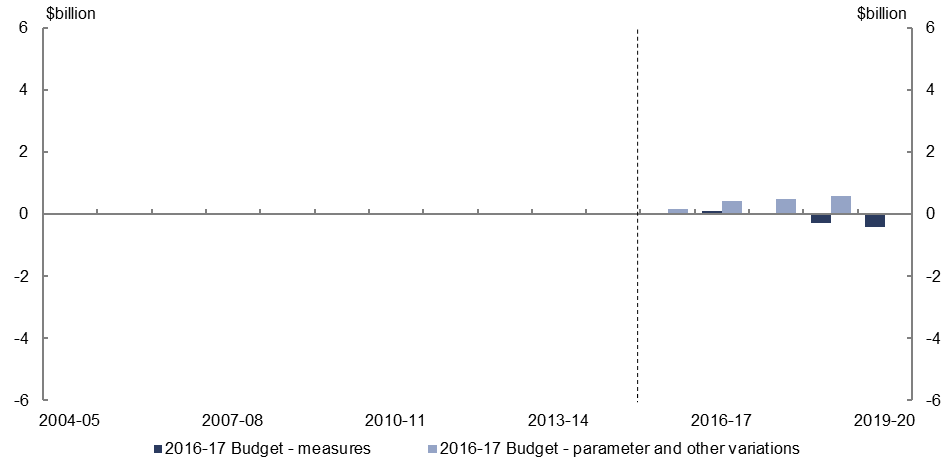 $billion $billion
6 6
4 4
2 2
0 0
-2 -2
-4 -4
-6 -6
2004-05 2007-08 2010-11 2013-14 2016-17 2019-20
2016-17 Budget - measures 2016-17 Budget - parameter and other variations